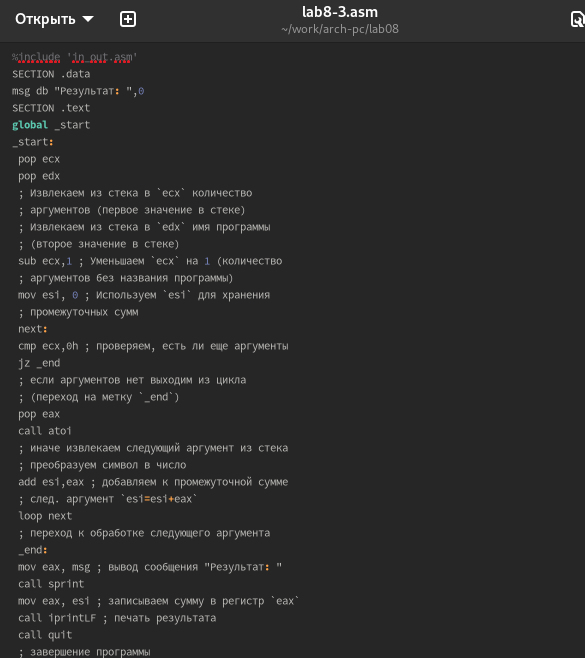 Открыть
lab8-3.asm
~/work/arch-pc/lab08
%include 'in_out.asm'
SECTION .data
msg db "Результат: ",0
SECTION .text
global _start
_start:
pop ecx
pop edx
; Извлекаем из стека в `ecx` количество
; аргументов (первое значение в стеке)
; Извлекаем из стека в `edx` имя программы
; (второе значение в стеке)
sub ecx,1 ; Уменьшаем `ecx` на 1 (количество
; аргументов без названия программы)
mov esi, 0 ; Используем `esi` для хранения
; промежуточных сумм
next:
cmp ecx,0h ; проверяем, есть ли еще аргументы
jz _end
; если аргументов нет выходим из цикла
; (переход на метку `_end`)
pop eax
call atoi
; иначе извлекаем следующий аргумент из стека
; преобразуем символ в число
add esi,eax ; добавляем к промежуточной сумме
; след. аргумент `esi=esi+eax`
loop next
; переход к обработке следующего аргумента
_end:
mov eax, msg ; вывод сообщения "Результат: "
call sprint
mov eax, esi ; записываем сумму в регистр `eax`
call iprintLF ; печать результата
call quit
; завершение программы